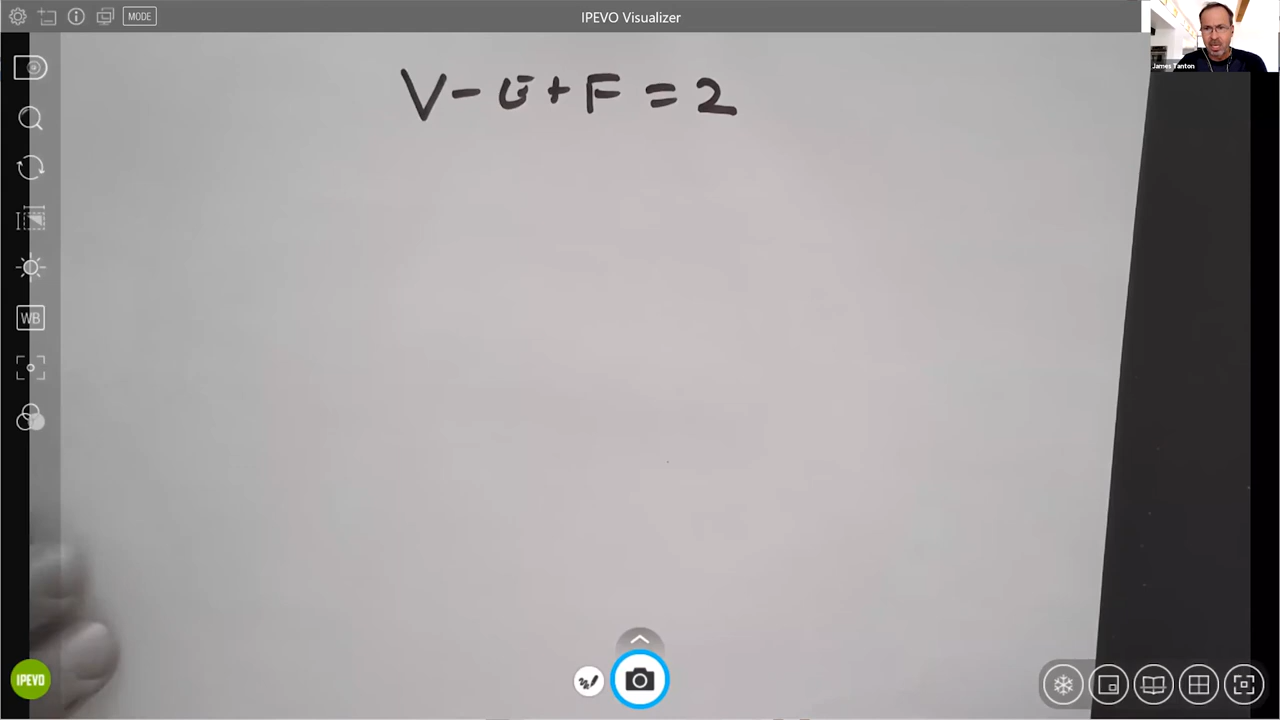 MODE
IPEVO Visualizer
James Tanton
V - E + F = 2
WB
IPEVO